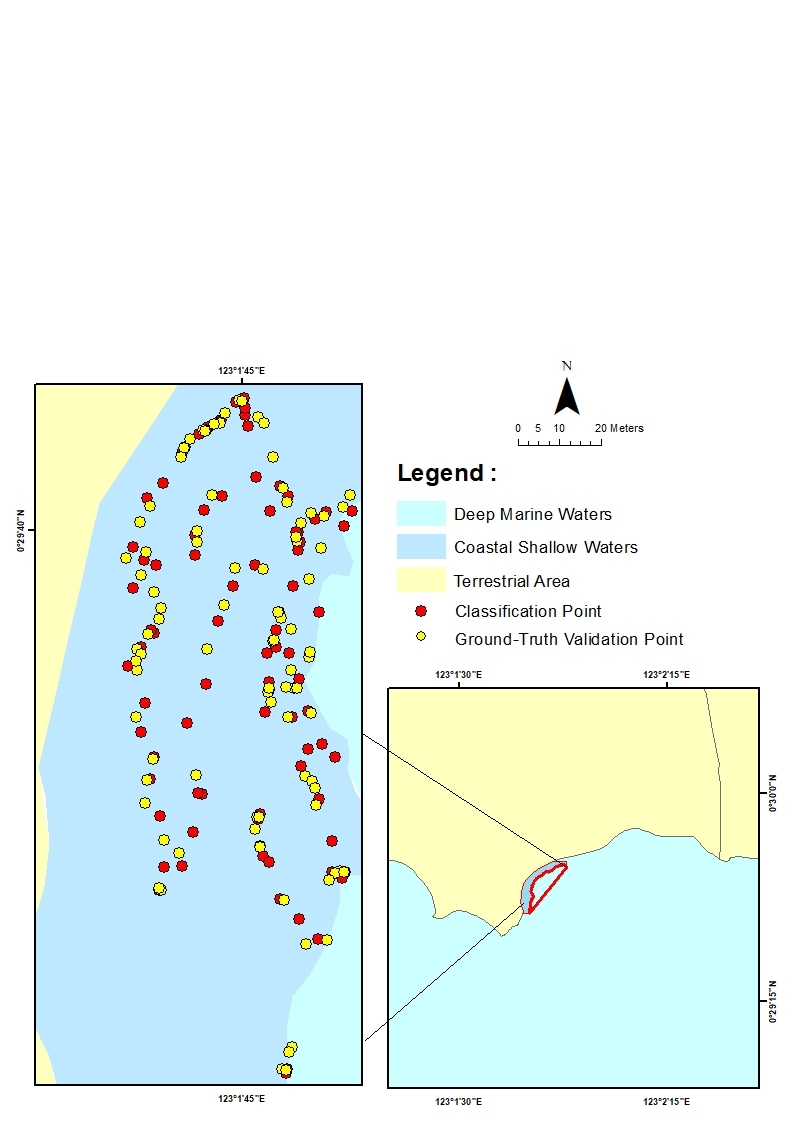 123°1'45"E
0°29'40"N
123°1'45"E
N
0 5 10 20 Meters
Legend :
Deep Marine Waters
Coastal Shallow Waters
Terrestrial Area
Classification Point
Ground-Truth Validation Point
123°1'30"E 123°2'15"E
0°30'0"N
0°29'15"N
123°1'30"E 123°2'15"E